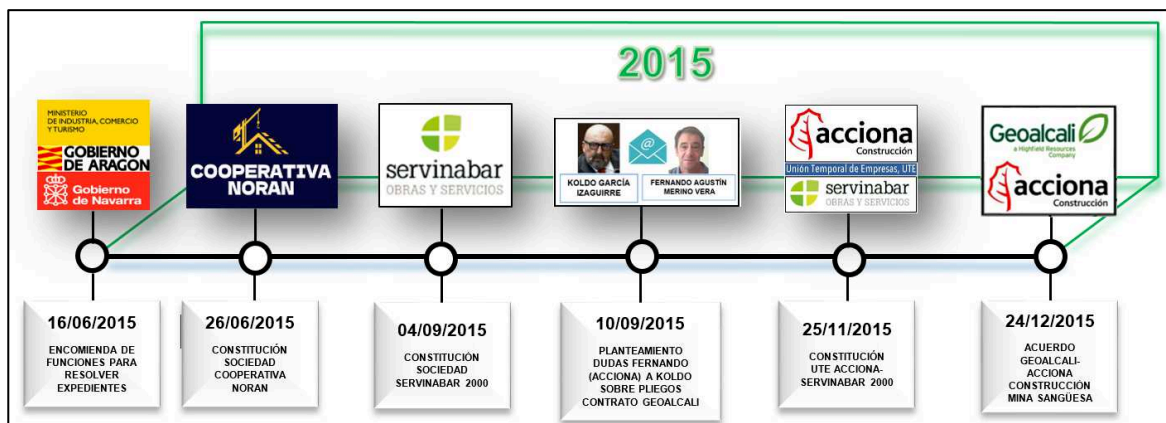 2015
MINISTERIO
DE INDUSTRIA, COMERCIO
Y TURISMO
GOBIERNO
DE ARAGON
Gobierno
de Navarra
COOPERATIVA
NORAN
servinabar
OBRAS Y SERVICIOS
@
KOLDO GARCÍA
IZAGUIRRE
FERNANDO AGUSTÍN
MERINO VERA
acciona
Construcción
Unión Temporal de Empresas, UTE
servinabar
OBRAS Y SERVICIOS
Geoalcali
a Highfield Resources
Company
acciona
Construcción
16/06/2015
ENCOMIENDA DE
FUNCIONES PARA
RESOLVER
EXPEDIENTES
26/06/2015
CONSTITUCIÓN
SOCIEDAD
COOPERATIVA
NORAN
04/09/2015
CONSTITUCIÓN
SOCIEDAD
SERVINABAR 2000
10/09/2015
PLANTEAMIENTO
DUDAS FERNANDO
(ACCIONA) A KOLDO
SOBRE PLIEGOS
CONTRATO GEOALCALI
25/11/2015
CONSTITUCIÓN
UTE ACCIONA-
SERVINABAR 2000
24/12/2015
ACUERDO
GEOALCALI-
ACCIONA
CONSTRUCCIÓN
MINA SANGÜESA